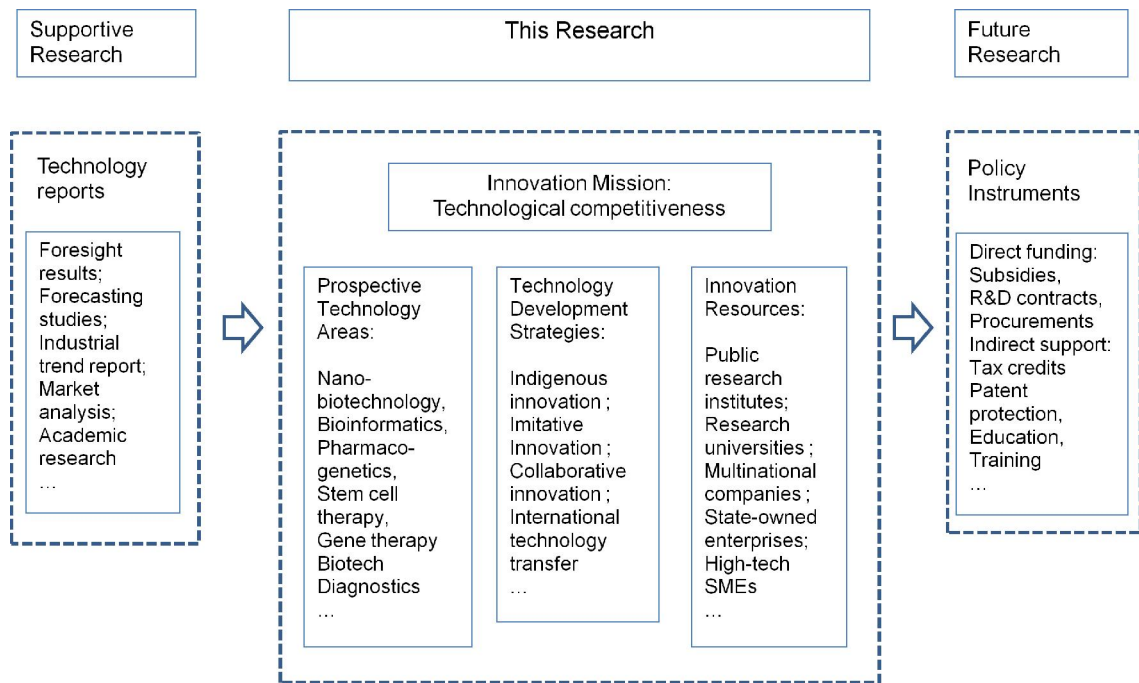 Supportive
Research
This Research
Future
Research
Technology
reports
Foresight
results;
Forecasting
studies;
Industrial
trend report;
Market
analysis;
Academic
research
...
Innovation Mission:
Technological competitiveness
Prospective
Technology
Areas:
Nano-
biotechnology,
Bioinformatics,
Pharmaco-
genetics,
Stem cell
therapy,
Gene therapy
Biotech
Diagnostics
...
Technology
Development
Strategies:
Indigenous
innovation ;
Imitative
Innovation ;
Collaborative
innovation ;
International
technology
transfer
...
Innovation
Resources:
Public
research
institutes;
Research
universities ;
Multinational
companies ;
State-owned
enterprises;
High-tech
SMEs
...
Policy
Instruments
Direct funding:
Subsidies,
R&D contracts,
Procurements
Indirect support:
Tax credits
Patent
protection,
Education,
Training
...